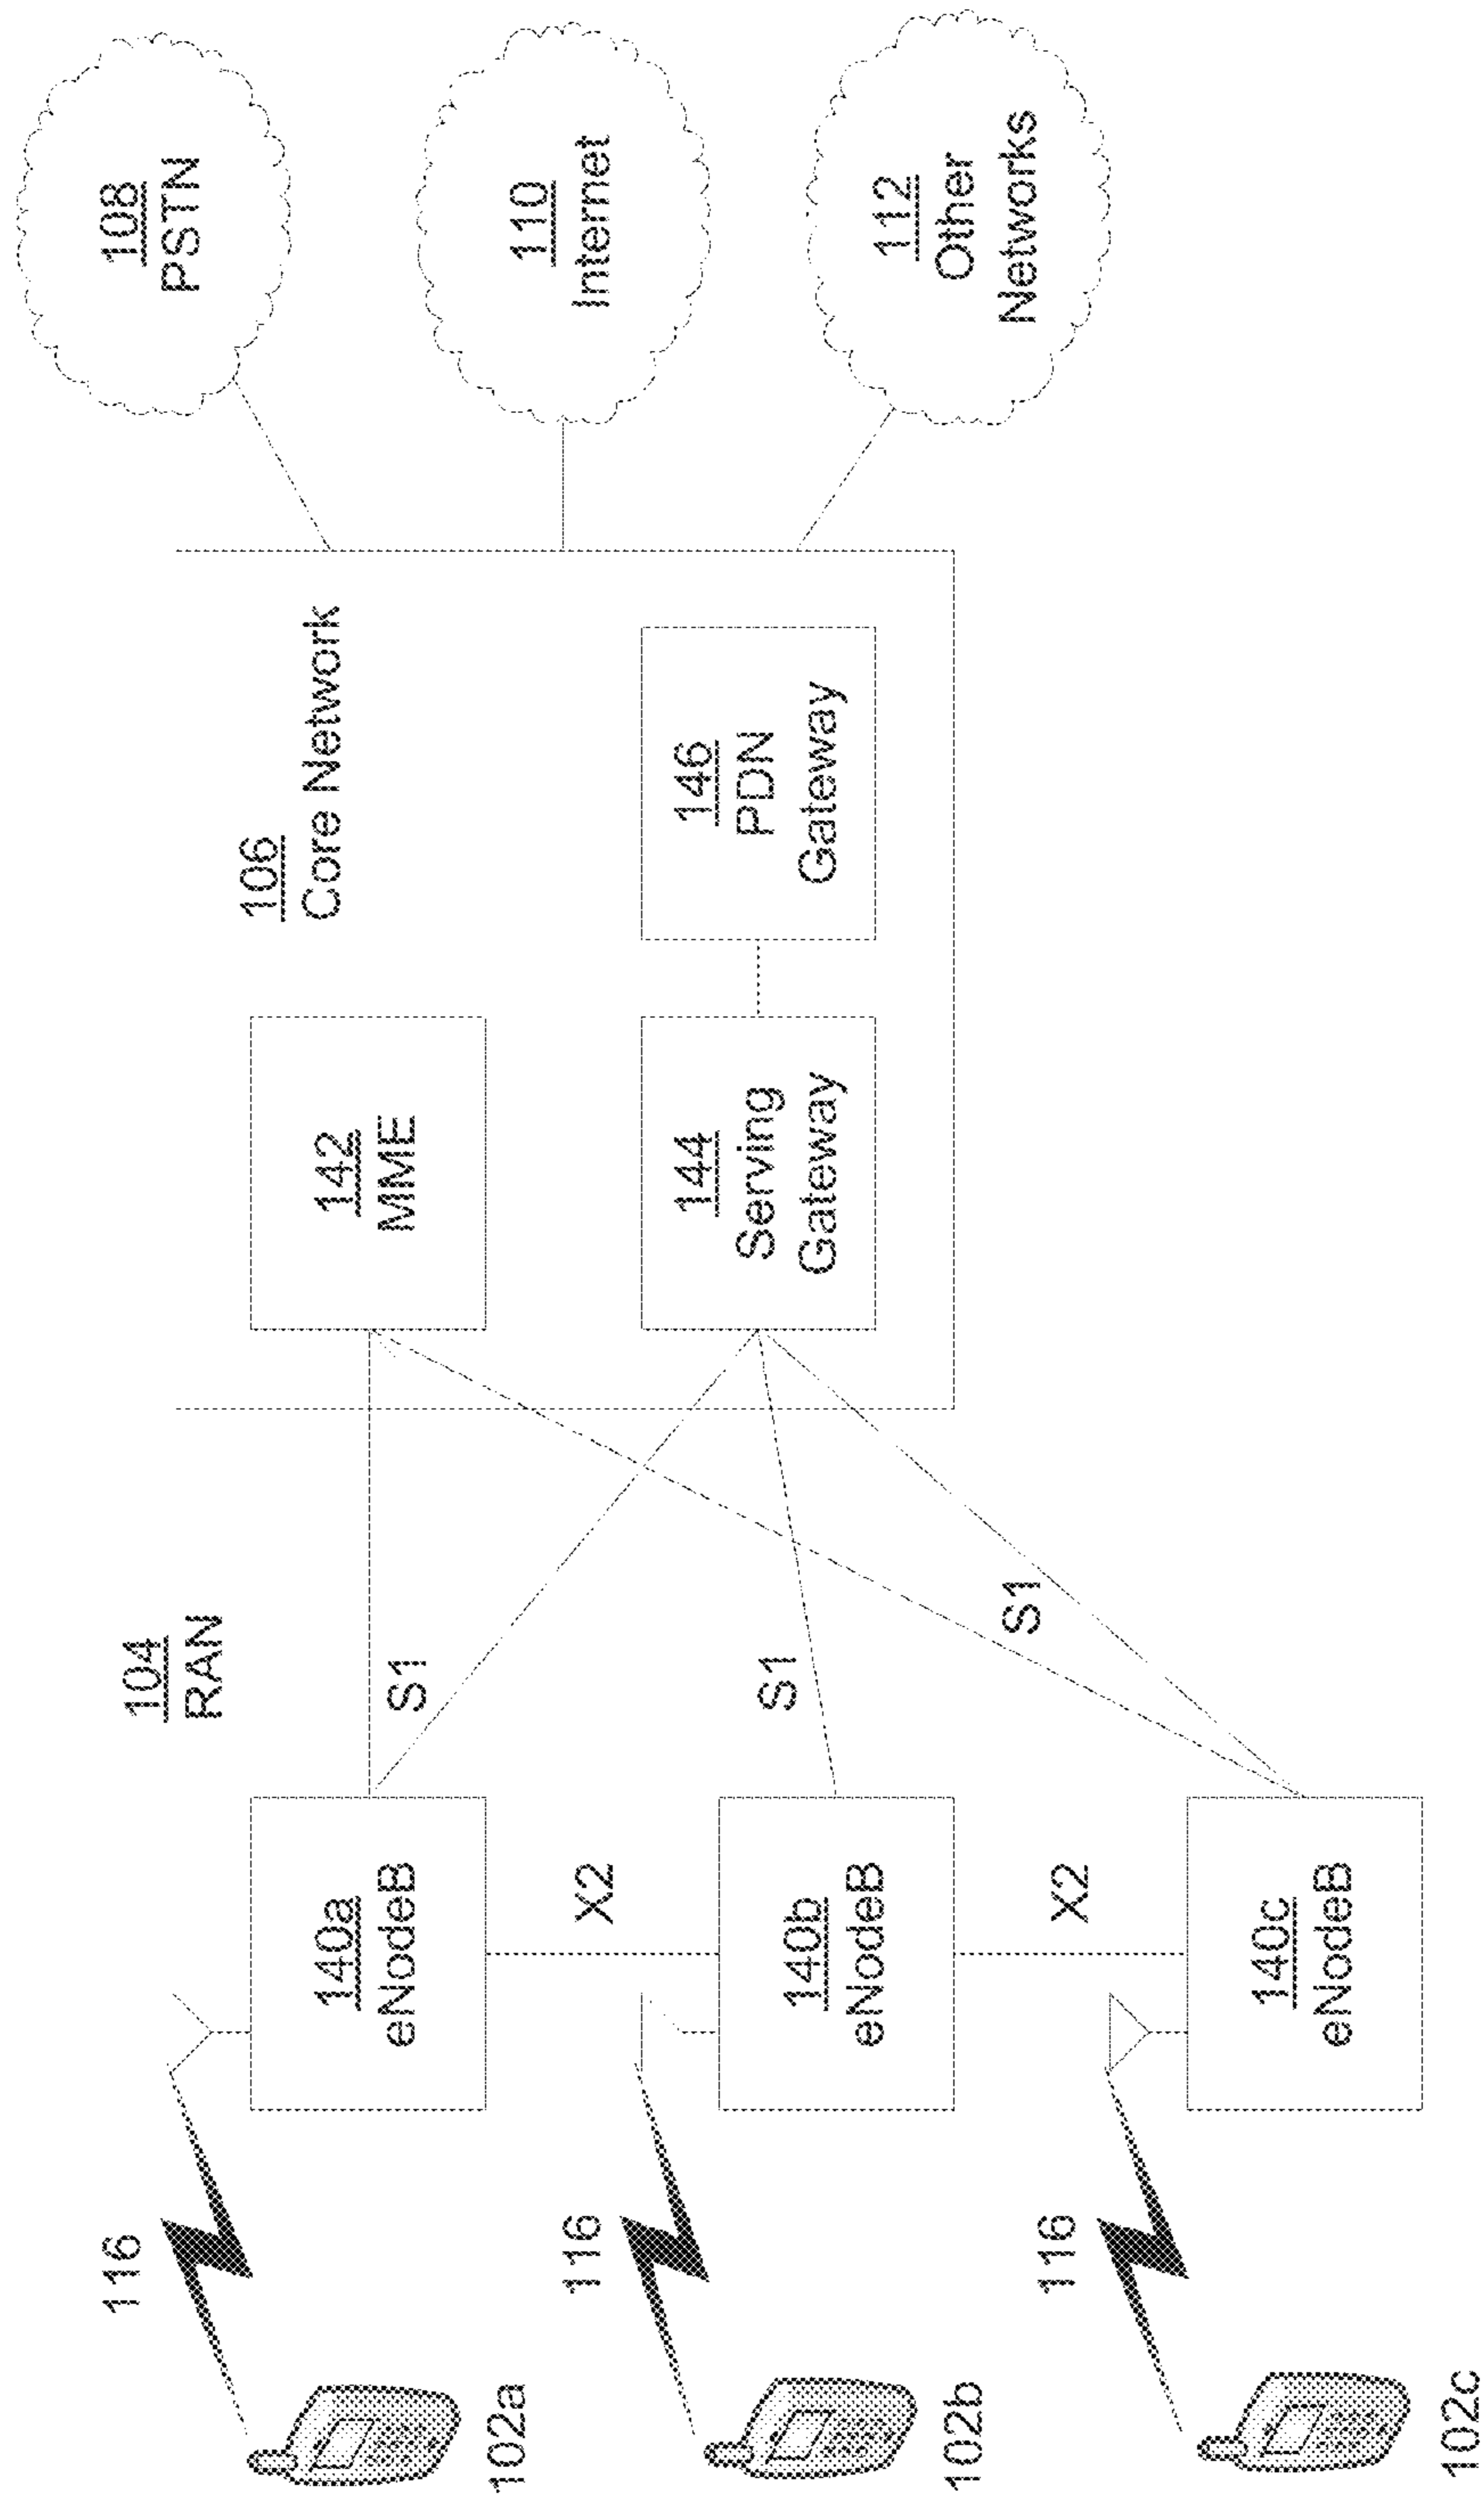 102a
116
140a
eNodeB
104
RAN
S1
142
MME
106
Core Network
108
PSTN
X2
102b
116
140b
eNodeB
S1
144
Serving
Gateway
146
PDN
Gateway
110
Internet
X2
102c
116
140c
eNodeB
S1
112
Other
Networks